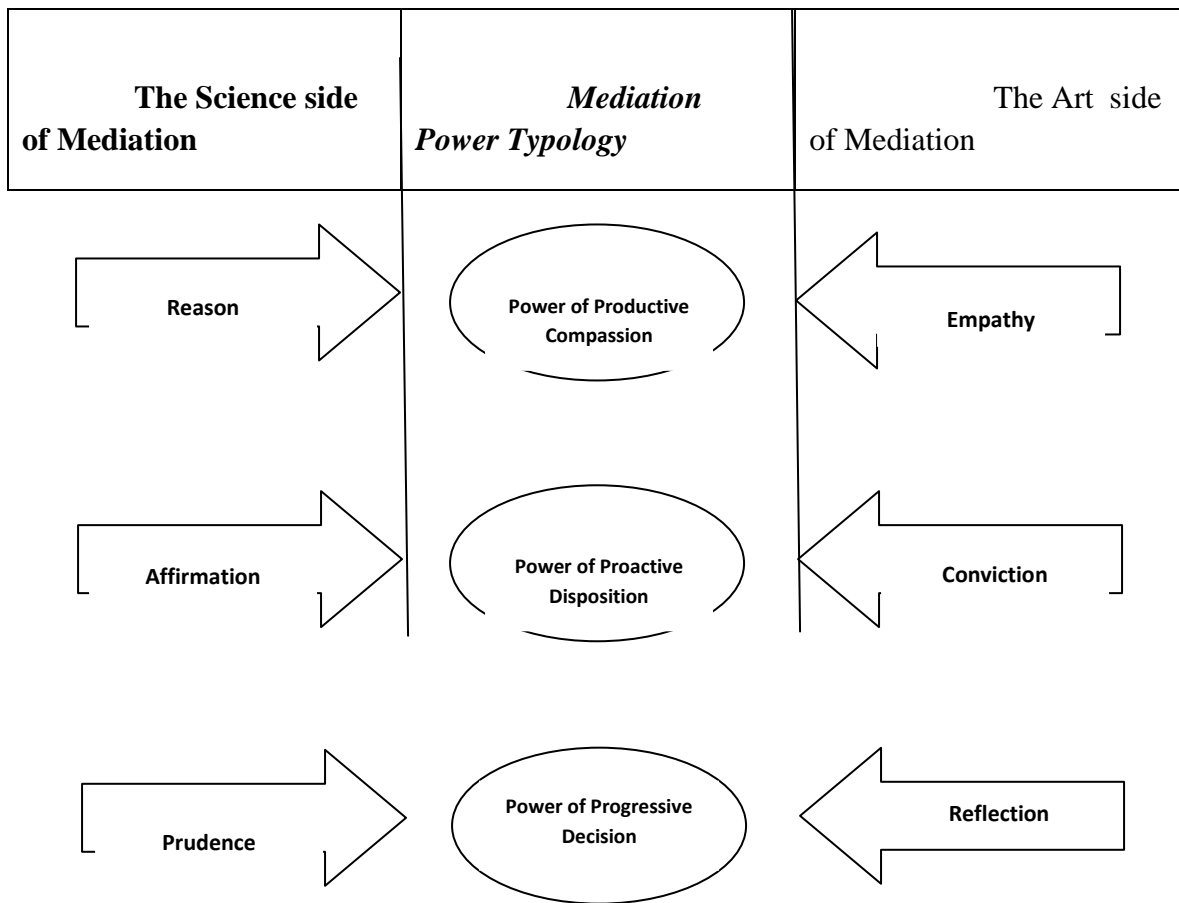 The Science side
of Mediation
Mediation
Power Typology
The Art side
of Mediation
Reason
Power of Productive
Compassion
Empathy
Affirmation
Power of Proactive
Disposition
Conviction
Prudence
Power of Progressive
Decision
Reflection